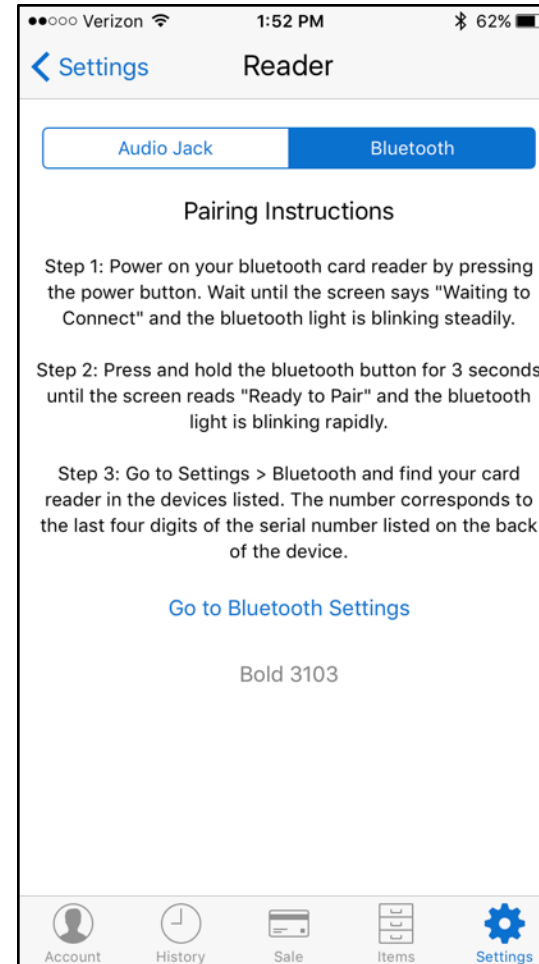 Verizon 1:52 PM 62%
Settings Reader
Audio Jack Bluetooth
Pairing Instructions
Step 1: Power on your bluetooth card reader by pressing
the power button. Wait until the screen says "Waiting to
Connect" and the bluetooth light is blinking steadily.
Step 2: Press and hold the bluetooth button for 3 seconds
until the screen reads "Ready to Pair" and the bluetooth
light is blinking rapidly.
Step 3: Go to Settings > Bluetooth and find your card
reader in the devices listed. The number corresponds to
the last four digits of the serial number listed on the back
of the device.
Go to Bluetooth Settings
Bold 3103
Account History Sale Items Settings